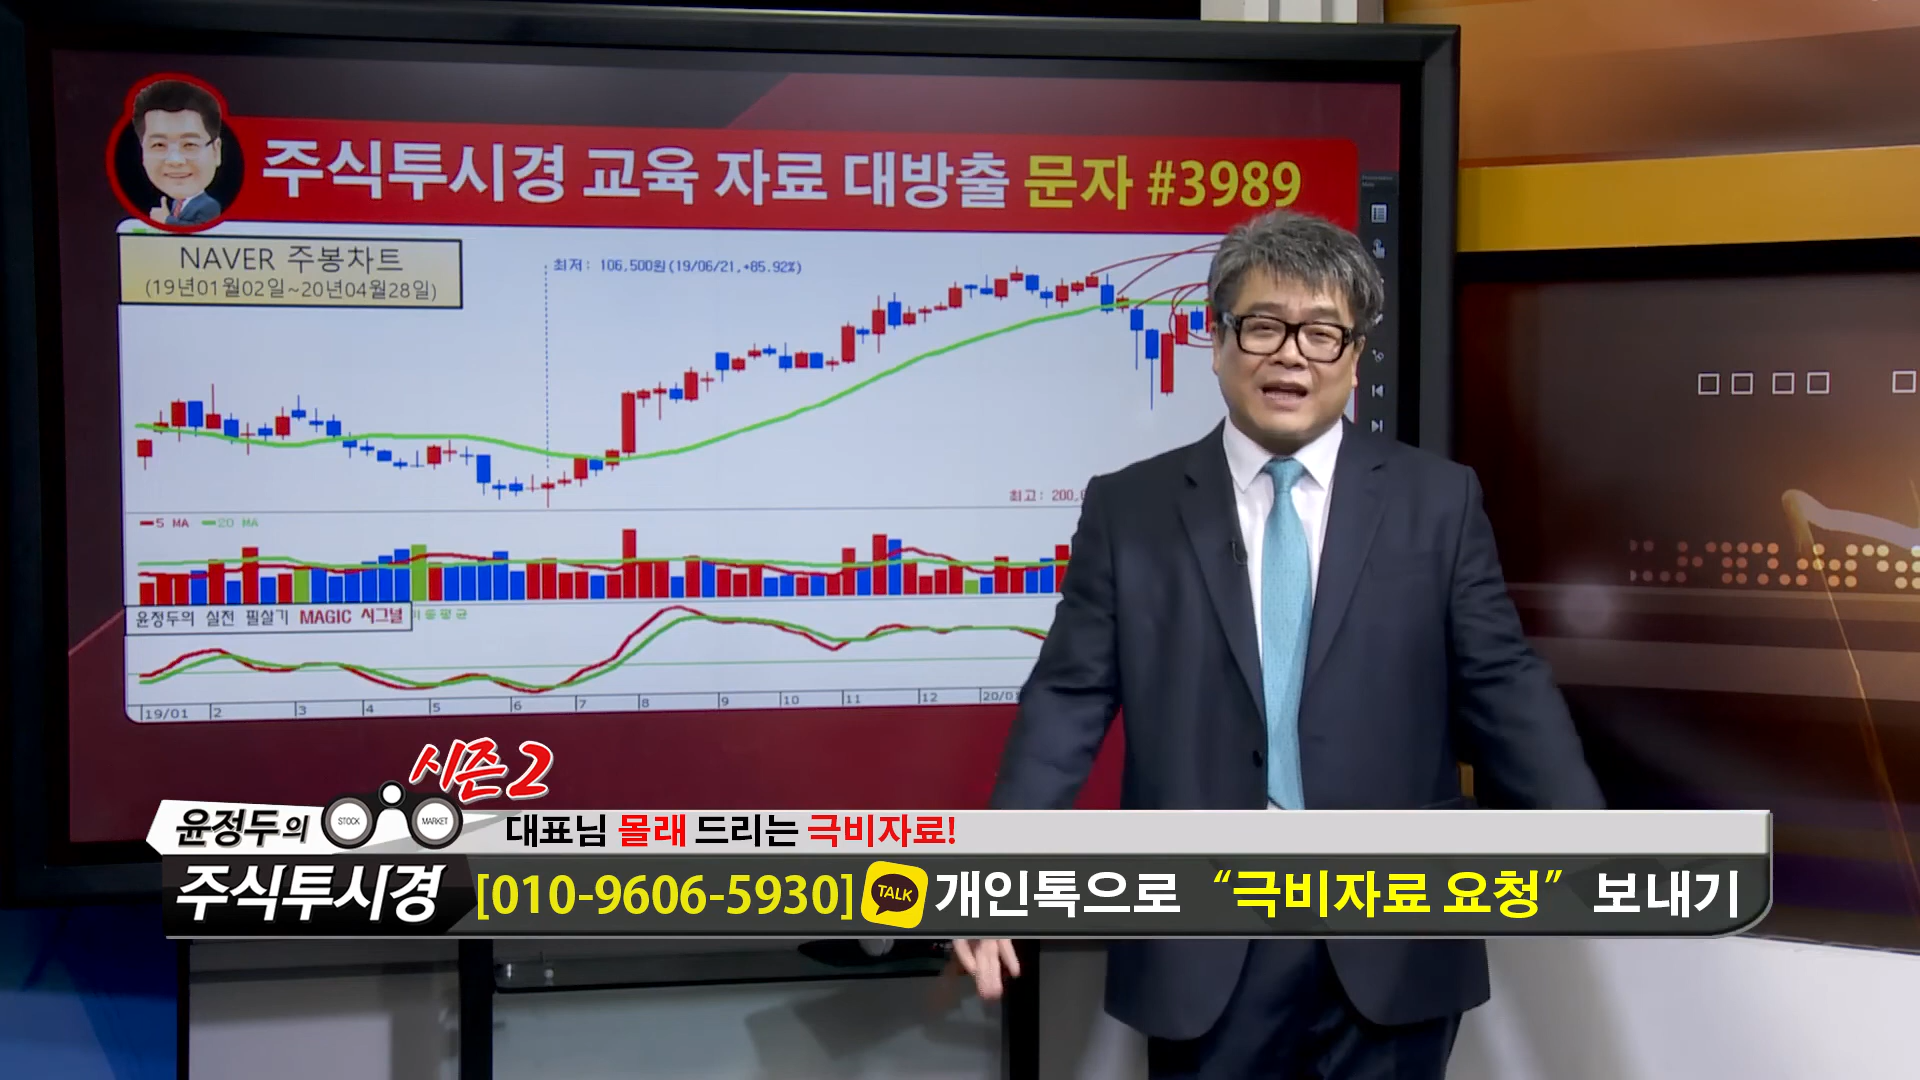 주식투시경 교육 자료 대방출 문자 #3989
NAVER 주봉차트
(19년01월02일~20년04월28일)
최저: 106,500원(19/06/21,+85.92%)
최고: 200,
5 MA 20 MA
윤정두의 실전 필살기 MAGIC 시그널
이동평균
19/01 2 3 4 5 6 7 8 9 10 11 12 20/01
시즌2
윤정두의 STOCK MARKET
주식투시경
대표님 몰래 드리는 극비자료!
[010-9606-5930] TALK 개인톡으로 “극비자료 요청” 보내기